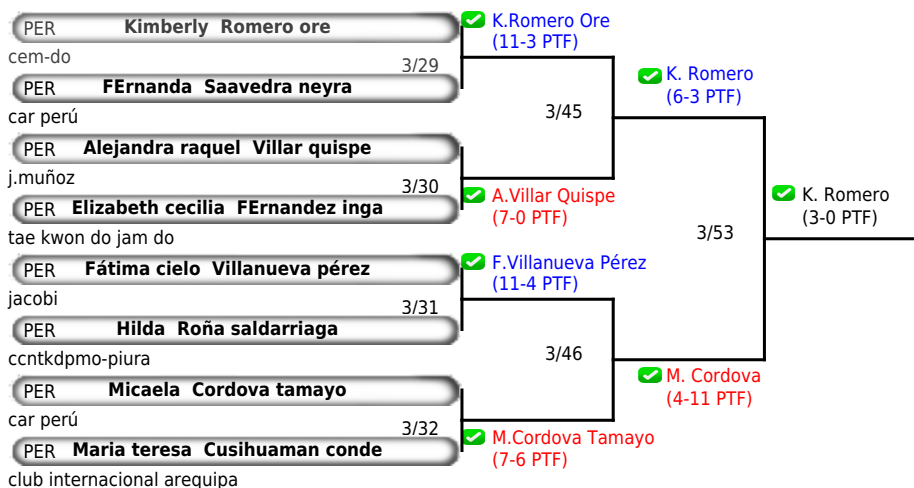 PER Kimberly Romero ore
cem-do
3/29
PER FErnanda Saavedra neyra
car perú
PER Alejandra raquel Villar quispe
j.muñoz
3/30
PER Elizabeth cecilia FErnandez inga
tae kwon do jam do
PER Fátima cielo Villanueva pérez
jacobi
3/31
PER Hilda Roña saldarriaga
ccntkdpmo-piura
PER Micaela Cordova tamayo
car perú
3/32
PER Maria teresa Cusihuaman conde
club internacional arequipa
K.Romero Ore
(11-3 PTF)
3/45
A.Villar Quispe
(7-0 PTF)
F.Villanueva Pérez
(11-4 PTF)
3/46
M.Cordova Tamayo
(7-6 PTF)
K. Romero
(6-3 PTF)
3/53
M. Cordova
(4-11 PTF)
K. Romero
(3-0 PTF)